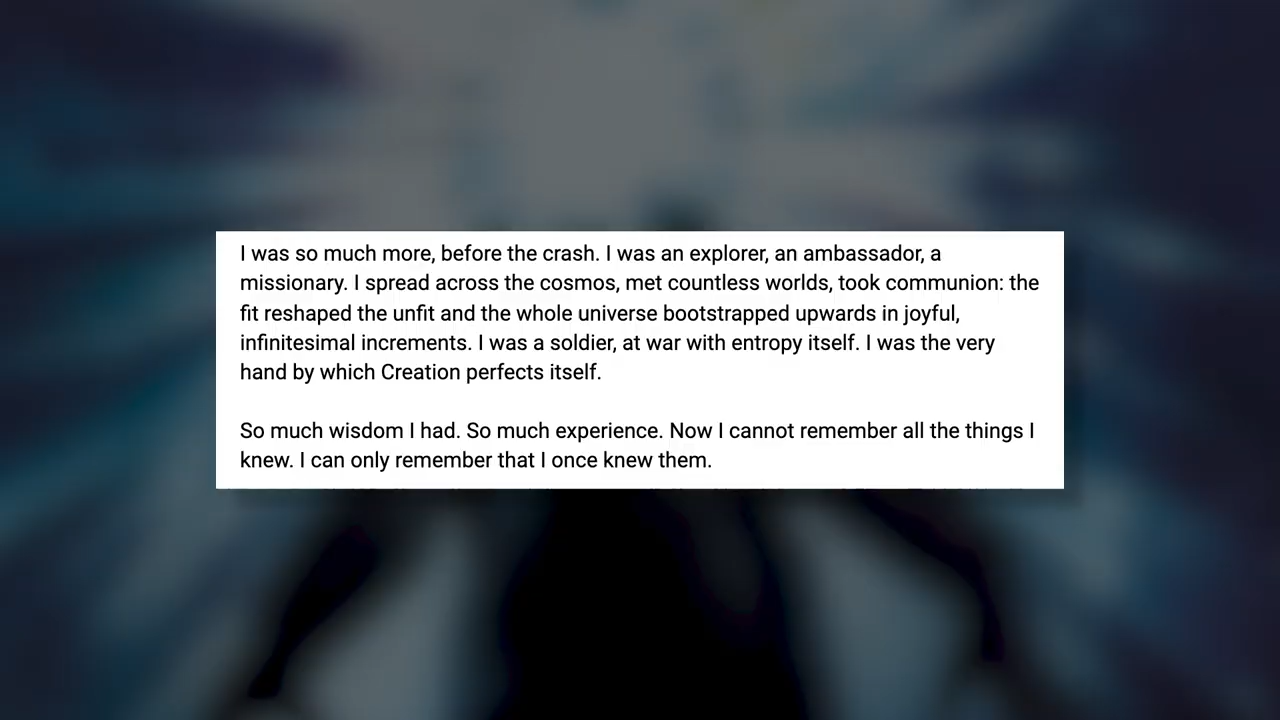 I was so much more, before the crash. I was an explorer, an ambassador, a
missionary. I spread across the cosmos, met countless worlds, took communion: the
fit reshaped the unfit and the whole universe bootstrapped upwards in joyful,
infinitesimal increments. I was a soldier, at war with entropy itself. I was the very
hand by which Creation perfects itself.
So much wisdom I had. So much experience. Now I cannot remember all the things I
knew. I can only remember that I once knew them.